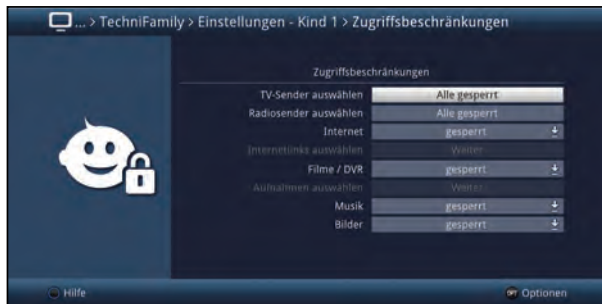 ... > TechniFamily > Einstellungen - Kind 1 > Zugriffsbeschränkungen
Zugriffsbeschränkungen
TV-Sender auswählen Alle gesperrt
Radiosender auswählen Alle gesperrt
Internet gesperrt
Internetlinks auswählen Weiter
Filme / DVR gesperrt
Aufnahmen auswählen Weiter
Musik gesperrt
Bilder gesperrt
Hilfe OPT Optionen